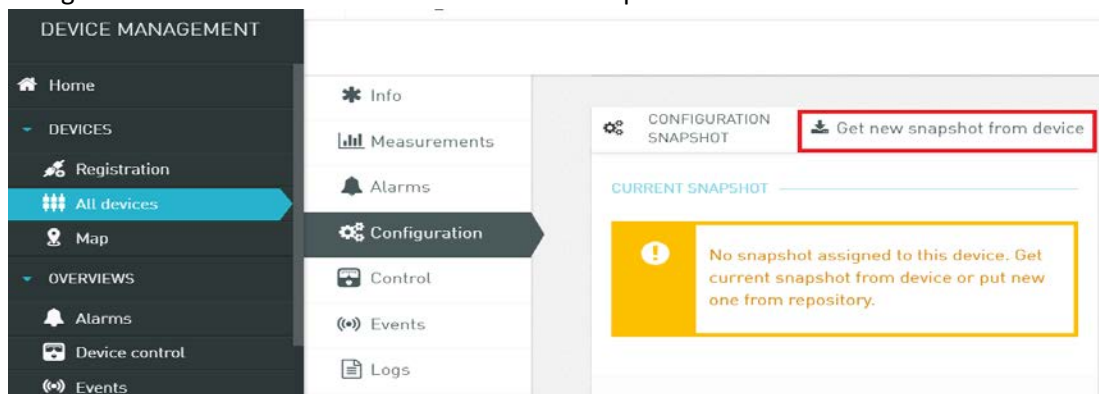 DEVICE MANAGEMENT
Home
DEVICES
Registration
All devices
Map
OVERVIEWS
Alarms
Device control
Events
Info
Measurements
Alarms
Configuration
Control
Events
Logs
CONFIGURATION
SNAPSHOT
Get new snapshot from device
CURRENT SNAPSHOT
No snapshot assigned to this device. Get
current snapshot from device or put new
one from repository.